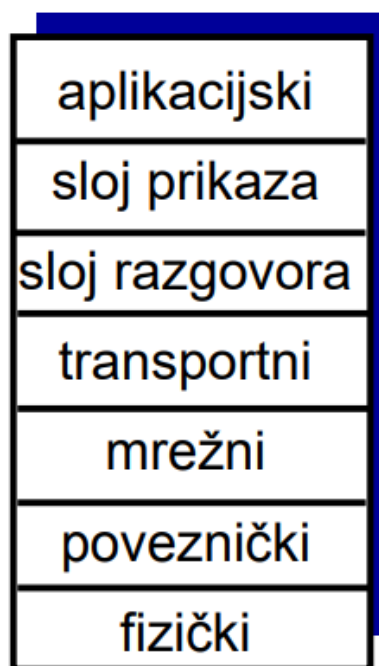 aplikacijski
sloj prikaza
sloj razgovora
transportni
mrežni
poveznički
fizički